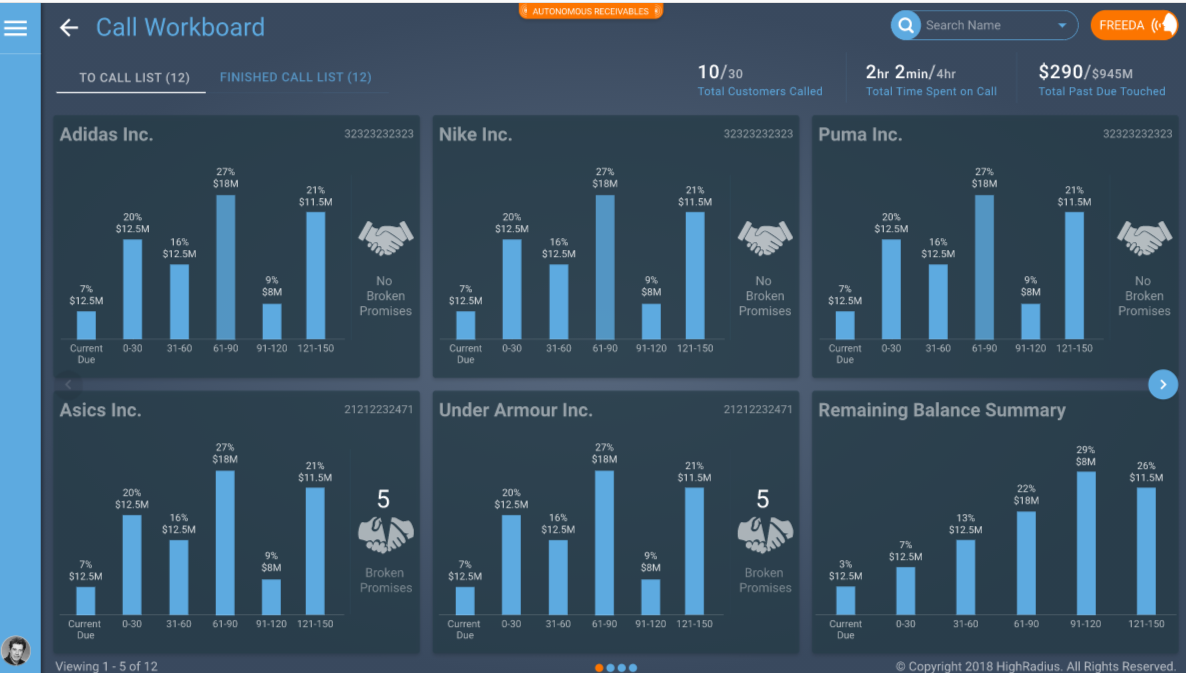 AUTONOMOUS RECEIVABLES
Call Workboard
Search Name
FREEDA
TO CALL LIST (12)
FINISHED CALL LIST (12)
10/30
Total Customers Called
2hr 2min/4hr
Total Time Spent on Call
$290/$945M
Total Past Due Touched
Adidas Inc.
32323232323
7%
$12.5M
20%
$12.5M
16%
$12.5M
27%
$18M
9%
$8M
21%
$11.5M
Current
Due
0-30
31-60
61-90
91-120
121-150
No
Broken
Promises
Nike Inc.
32323232323
7%
$12.5M
20%
$12.5M
16%
$12.5M
27%
$18M
9%
$8M
21%
$11.5M
Current
Due
0-30
31-60
61-90
91-120
121-150
No
Broken
Promises
Puma Inc.
32323232323
7%
$12.5M
20%
$12.5M
16%
$12.5M
27%
$18M
9%
$8M
21%
$11.5M
Current
Due
0-30
31-60
61-90
91-120
121-150
No
Broken
Promises
Asics Inc.
21212232471
7%
$12.5M
20%
$12.5M
16%
$12.5M
27%
$18M
9%
$8M
21%
$11.5M
Current
Due
0-30
31-60
61-90
91-120
121-150
5
Broken
Promises
Under Armour Inc.
21212232471
7%
$12.5M
20%
$12.5M
16%
$12.5M
27%
$18M
9%
$8M
21%
$11.5M
Current
Due
0-30
31-60
61-90
91-120
121-150
5
Broken
Promises
Remaining Balance Summary
3%
$12.5M
7%
$12.5M
13%
$12.5M
22%
$18M
29%
$8M
26%
$11.5M
Current
Due
0-30
31-60
61-90
91-120
121-150
Viewing 1 - 5 of 12
© Copyright 2018 HighRadius. All Rights Reserved.